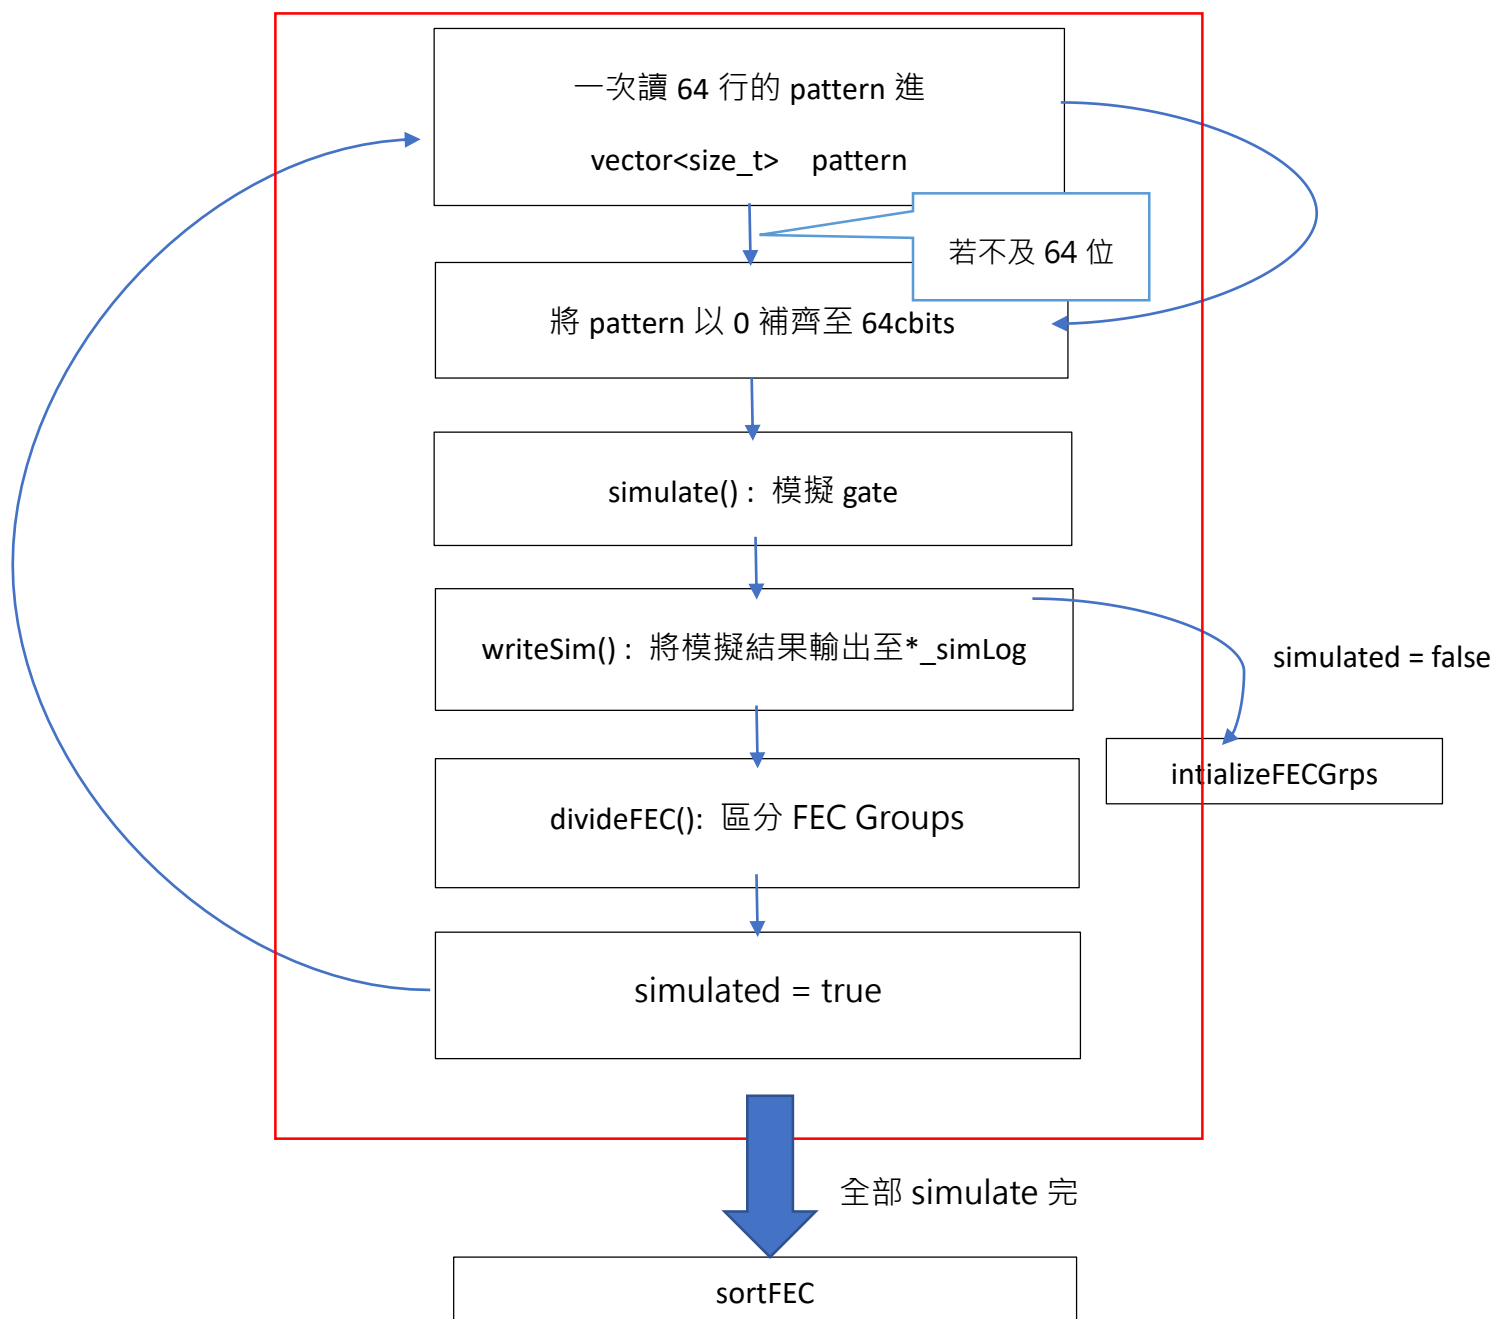 一次讀 64 行的 pattern 進
vector<size_t> pattern
若不及 64 位
將 pattern 以 0 補齊至 64cbits
simulate() : 模擬 gate
writeSim() : 將模擬結果輸出至*_simLog
simulated = false
intializeFECGrps
divideFEC(): 區分 FEC Groups
simulated = true
全部 simulate 完
sortFEC